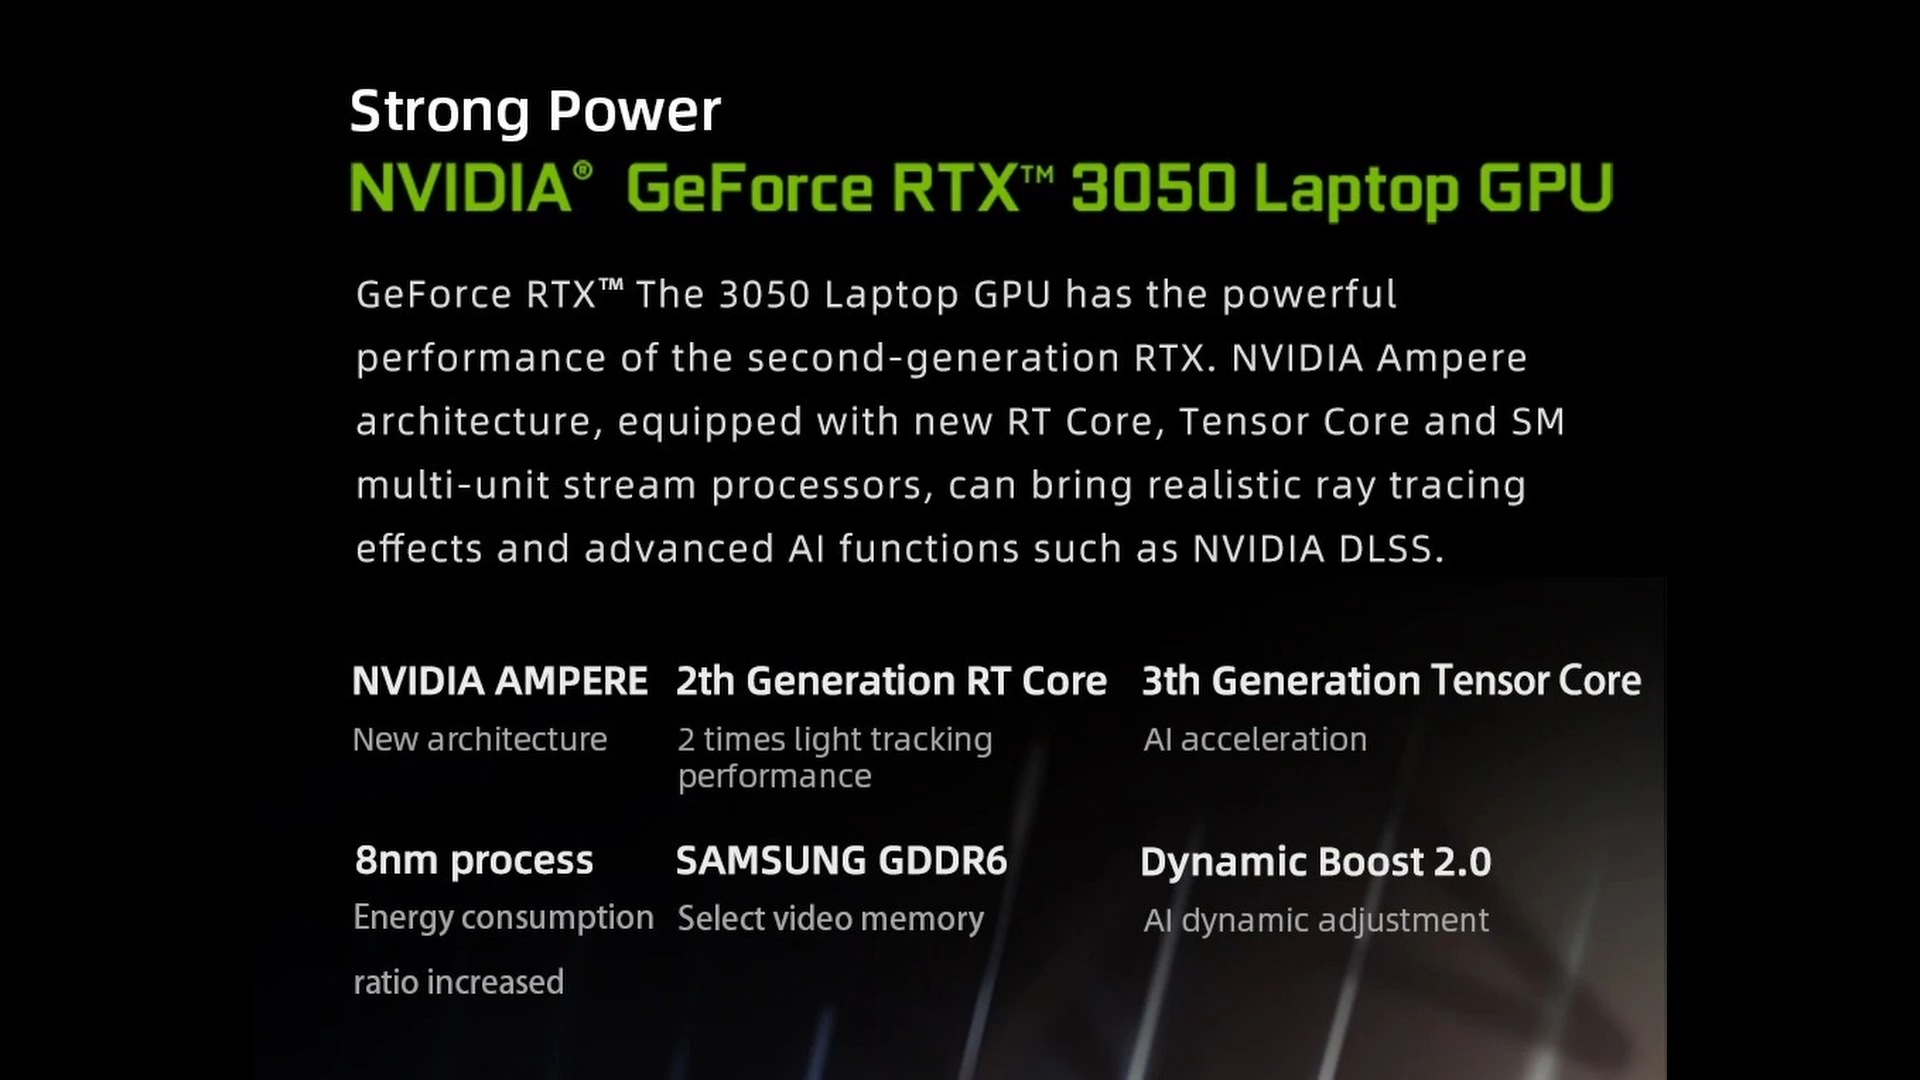 Strong Power
NVIDIA® GeForce RTX™ 3050 Laptop GPU
GeForce RTX™ The 3050 Laptop GPU has the powerful
performance of the second-generation RTX. NVIDIA Ampere
architecture, equipped with new RT Core, Tensor Core and SM
multi-unit stream processors, can bring realistic ray tracing
effects and advanced AI functions such as NVIDIA DLSS.
NVIDIA AMPERE
New architecture
2th Generation RT Core
2 times light tracking
performance
3th Generation Tensor Core
AI acceleration
8nm process
Energy consumption
ratio increased
SAMSUNG GDDR6
Select video memory
Dynamic Boost 2.0
AI dynamic adjustment